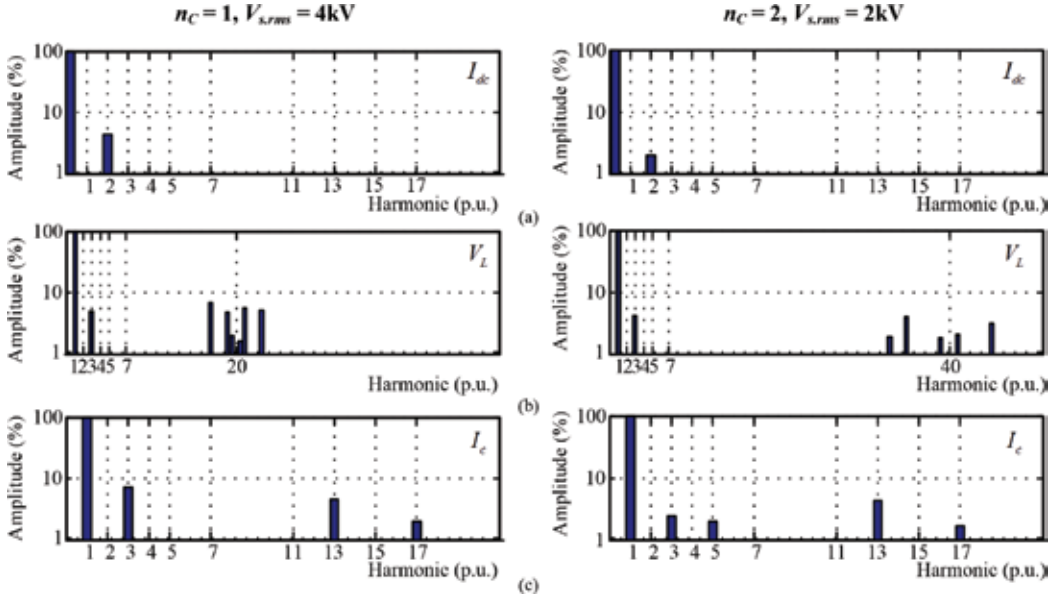 n_C = 1, V_s,rms = 4kV
n_C = 2, V_s,rms = 2kV
Amplitude (%)
100
10
1
I_dc
1 2 3 4 5 7 11 13 15 17
Harmonic (p.u.)
Amplitude (%)
100
10
1
I_dc
1 2 3 4 5 7 11 13 15 17
Harmonic (p.u.)
(a)
Amplitude (%)
100
10
1
V_L
12345 7 20
Harmonic (p.u.)
Amplitude (%)
100
10
1
V_L
12345 7 40
Harmonic (p.u.)
(b)
Amplitude (%)
100
10
1
I_c
1 2 3 4 5 7 11 13 15 17
Harmonic (p.u.)
Amplitude (%)
100
10
1
I_c
1 2 3 4 5 7 11 13 15 17
Harmonic (p.u.)
(c)